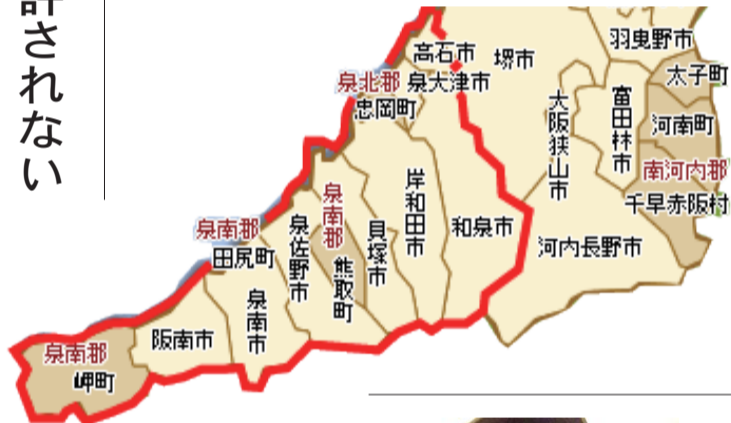 許されない
羽曳野市
高石市
堺市
太子町
泉北郡
泉大津市
忠岡町
大阪狭山市
富田林市
河南町
南河内郡
千早赤阪村
泉南郡
岸和田市
和泉市
泉南郡
田尻町
泉佐野市
熊取町
貝塚市
河内長野市
泉南市
阪南市
泉南郡
岬町